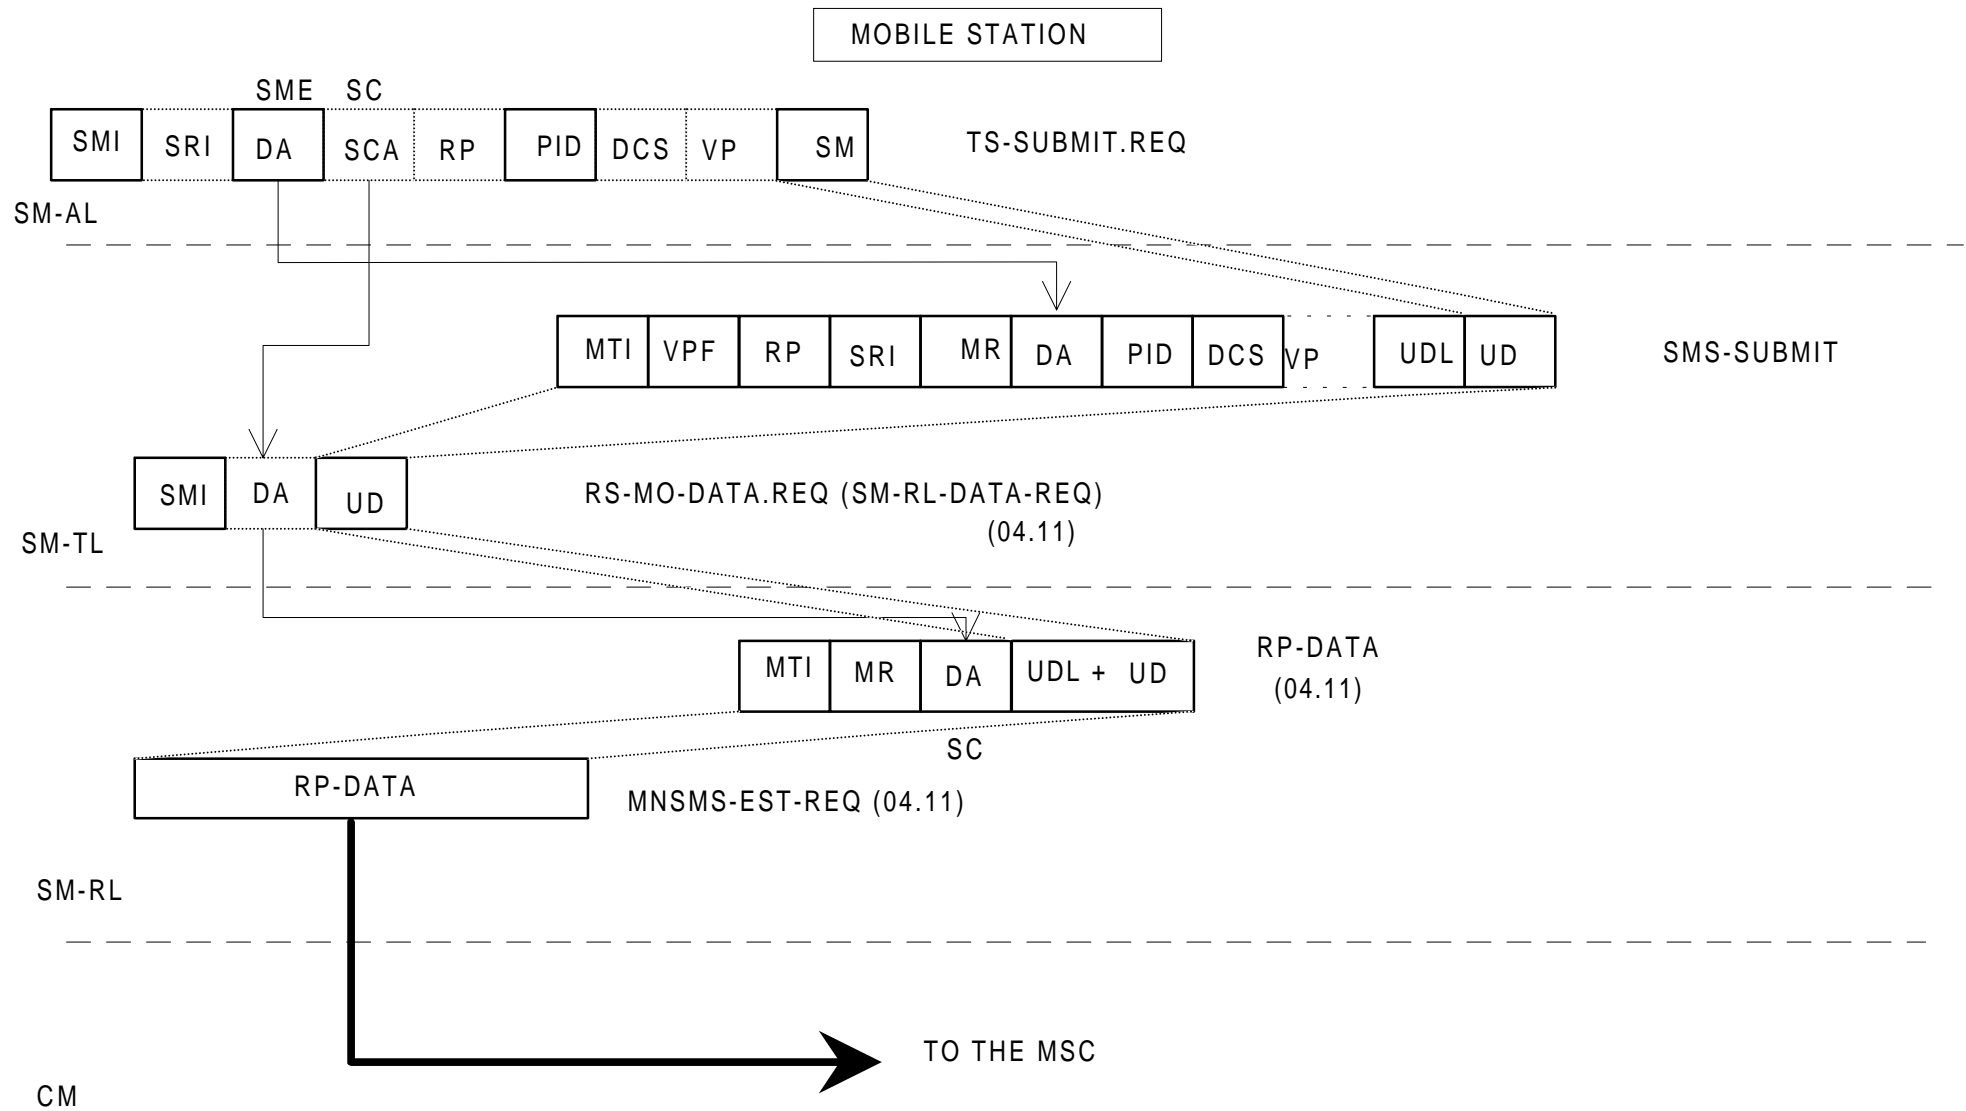 MOBILE STATION
SME SC
SMI SRI DA SCA RP PID DCS VP SM TS-SUBMIT.REQ
SM-AL
MTI VPF RP SRI MR DA PID DCS VP UDL UD SMS-SUBMIT
SMI DA UD RS-MO-DATA.REQ (SM-RL-DATA-REQ)
(04.11)
SM-TL
MTI MR DA UDL + UD RP-DATA
(04.11)
SC
RP-DATA MNSMS-EST-REQ (04.11)
SM-RL
TO THE MSC
CM